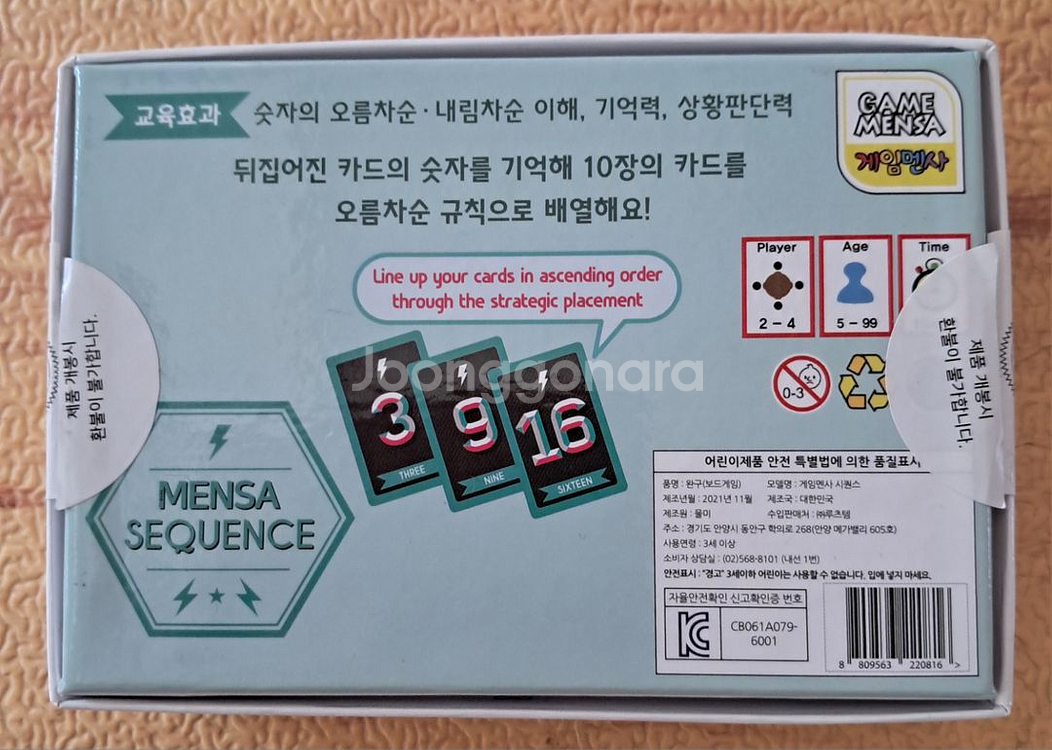 교육효과 숫자의 오름차순·내림차순 이해, 기억력, 상황판단력
뒤집어진 카드의 숫자를 기억해 10장의 카드를
오름차순 규칙으로 배열해요!
GAME
MENSA
게임멘사
Line up your cards in ascending order
through the strategic placement
Player
2 - 4
Age
5 - 99
Time
0-3
제품 개봉시
환불이 불가합니다.
제품 개봉시
환불이 불가합니다.
Joonggonara
3
THREE
9
NINE
16
SIXTEEN
MENSA
SEQUENCE
어린이제품 안전 특별법에 의한 품질표시
품명 : 완구(보드게임) 모델명 : 게임멘사 시퀀스
제조년월 : 2021년 11월 제조국 : 대한민국
제조원 : 물미 수입판매처 : ㈜루츠템
주소 : 경기도 안양시 동안구 학의로 268(안양 메가밸리 605호)
사용연령 : 3세 이상
소비자 상담실 : (02)568-8101 (내선 1번)
안전표시 : "경고" 3세이하 어린이는 사용할 수 없습니다. 입에 넣지 마세요.
자율안전확인 신고확인증 번호
CB061A079-
6001
8 809563 220816 >